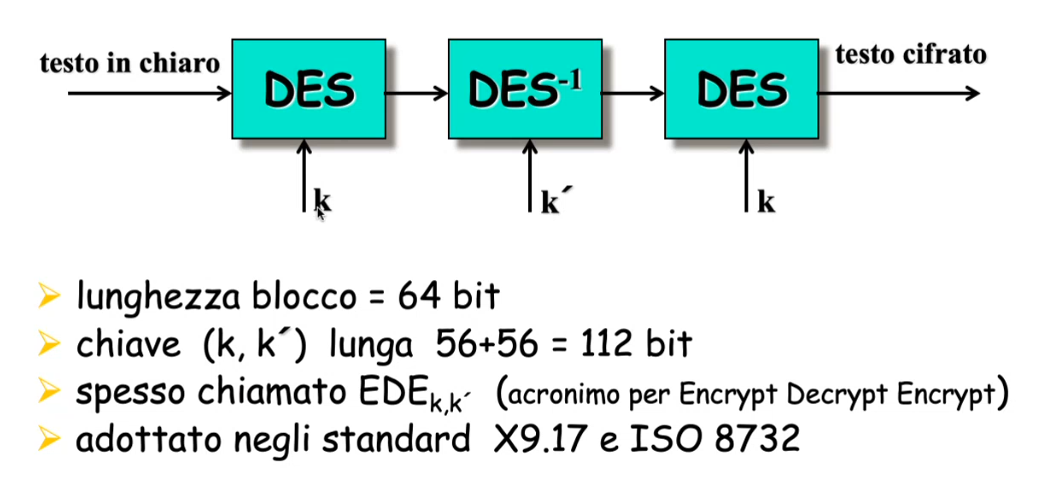 testo in chiaro
DES
DES-1
DES
testo cifrato
k
k´
k
lunghezza blocco = 64 bit
chiave (k, k´) lunga 56+56 = 112 bit
spesso chiamato EDEk,k´ (acronimo per Encrypt Decrypt Encrypt)
adottato negli standard X9.17 e ISO 8732